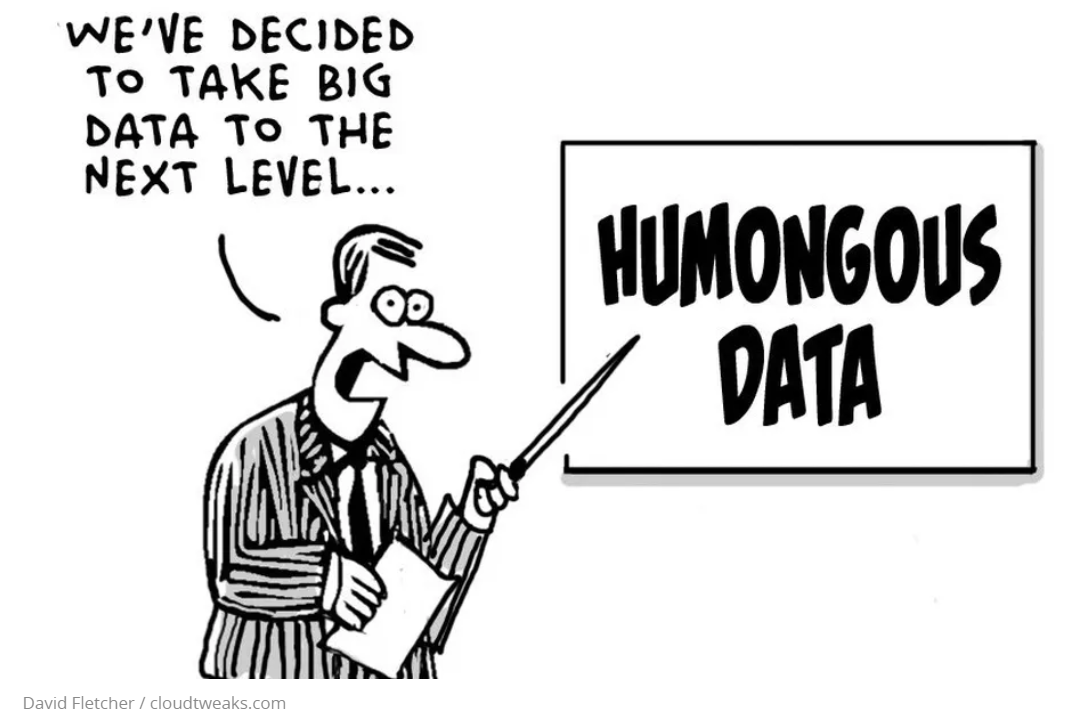 WE'VE DECIDED
TO TAKE BIG
DATA TO THE
NEXT LEVEL...
HUMONGOUS
DATA
David Fletcher / cloudtweaks.com